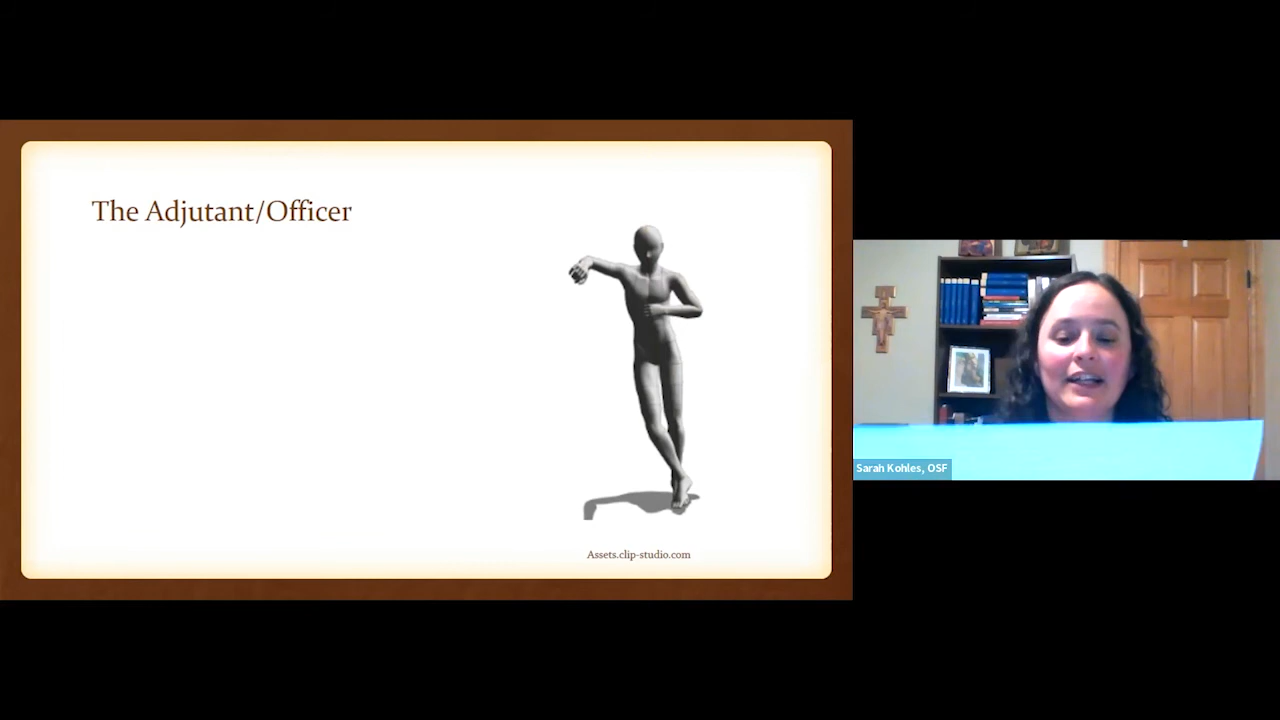 The Adjutant/Officer
Assets.clip-studio.com
Sarah Kohles, OSF